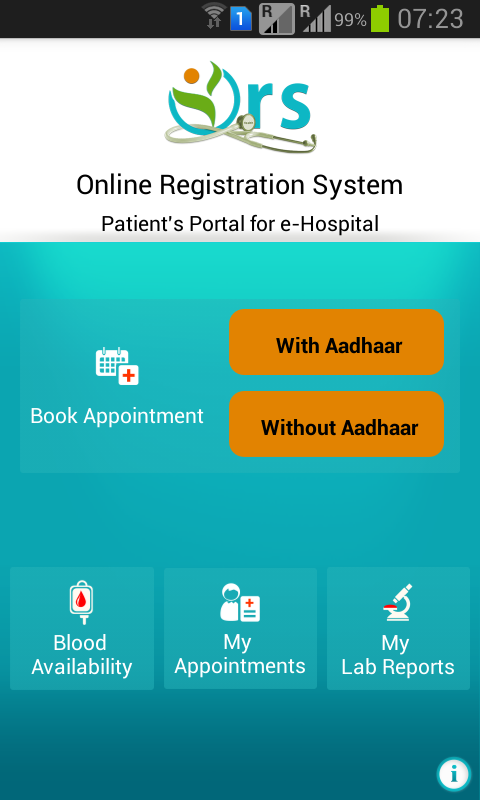 R
1
R
99%
07:23
Ors
Online Registration System
Patient's Portal for e-Hospital
With Aadhaar
Book Appointment
Without Aadhaar
Blood
Availability
My
Appointments
My
Lab Reports
i